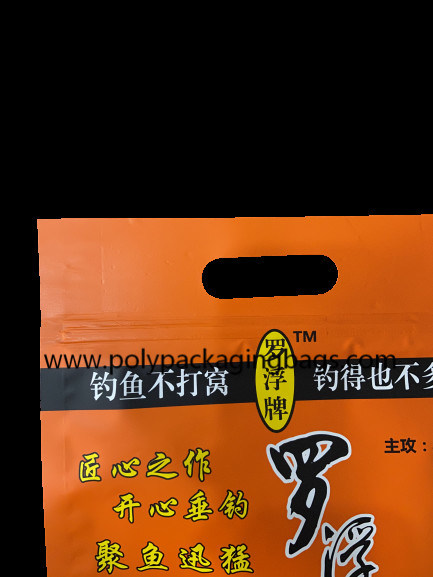 罗浮牌
TM
www.polypackagingbags.com
钓鱼不打窝 钓得也不多
匠心之作
开心垂钓
聚鱼迅猛
罗浮
主攻：